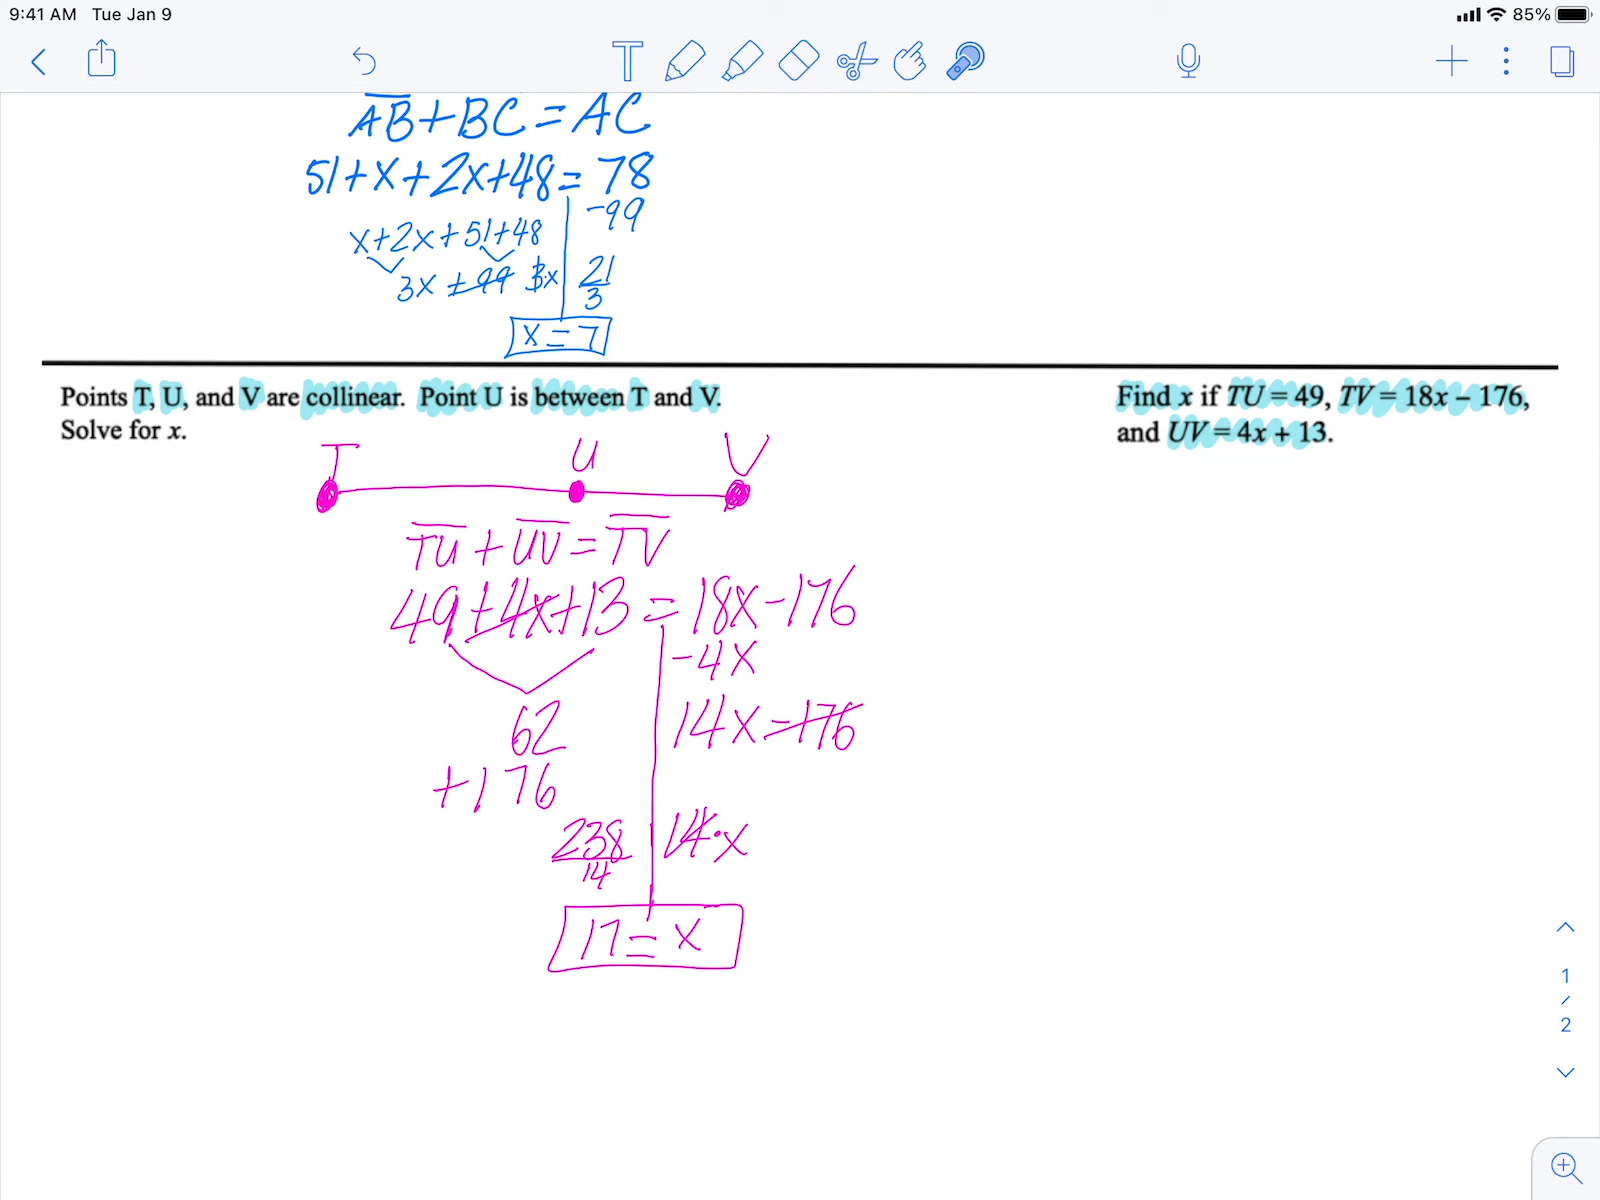 9:41 AM Tue Jan 9
85%
AB+BC=AC
51+x+2x+48=78
-99
x+2x+51+48
3x +99 3·x
21
3
x=7
Points T, U, and V are collinear. Point U is between T and V.
Solve for x.
Find x if TU = 49, TV = 18x – 176,
and UV = 4x + 13.
T U V
TU+UV=TV
49+4x+13=18x-176
-4x
62
14x-176
+176
238
14
14·x
17=x
1
/
2